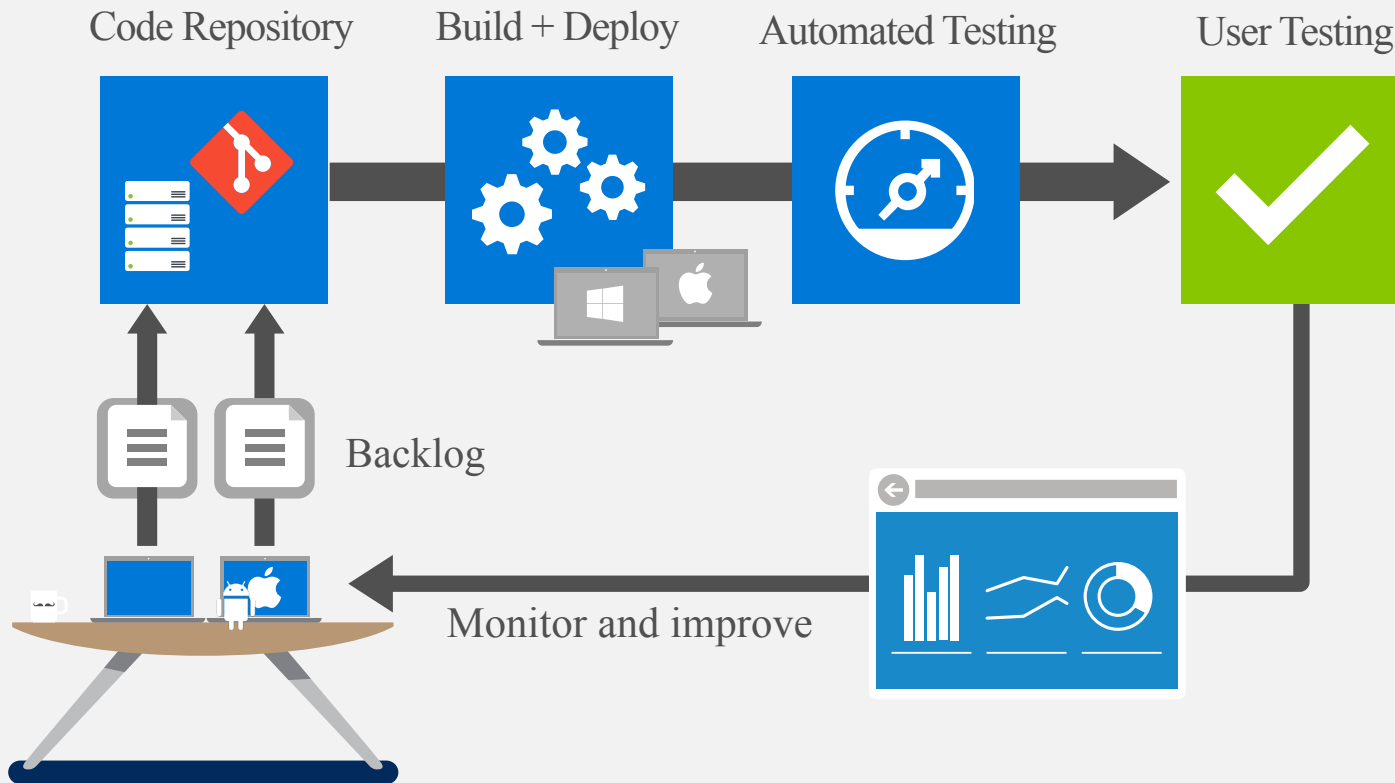 Code Repository
Build + Deploy
Automated Testing
User Testing
Backlog
Monitor and improve